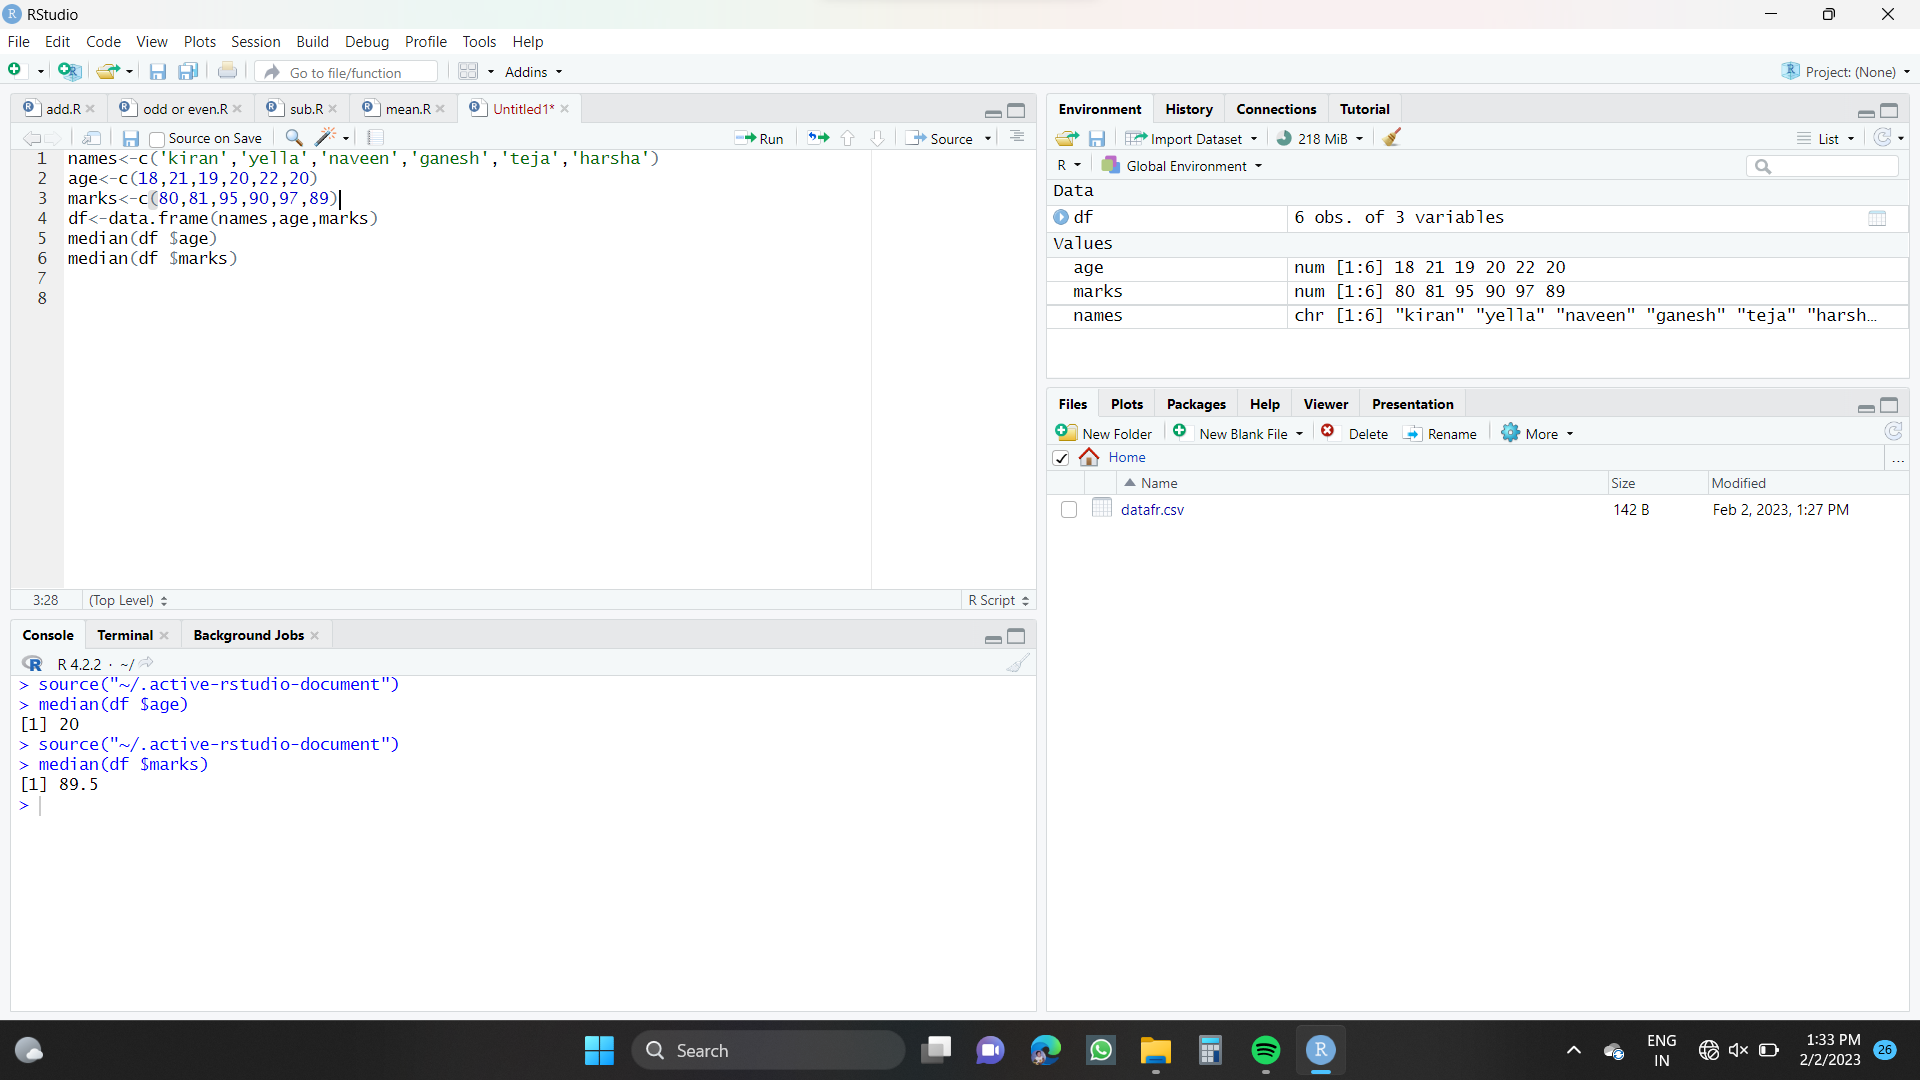 RStudio
File Edit Code View Plots Session Build Debug Profile Tools Help
Go to file/function Addins Project: (None)
add.R odd or even.R sub.R mean.R Untitled1*
Source on Save Run Source
1 names<-c('kiran','yella','naveen','ganesh','teja','harsha')
2 age<-c(18,21,19,20,22,20)
3 marks<-c(80,81,95,90,97,89)
4 df<-data.frame(names,age,marks)
5 median(df $age)
6 median(df $marks)
7
8
3:28 (Top Level) R Script
Console Terminal Background Jobs
R 4.2.2 · ~/
> source("~/.active-rstudio-document")
> median(df $age)
[1] 20
> source("~/.active-rstudio-document")
> median(df $marks)
[1] 89.5
>
Environment History Connections Tutorial
Import Dataset 218 MiB List
R Global Environment
Data
df 6 obs. of 3 variables
Values
age num [1:6] 18 21 19 20 22 20
marks num [1:6] 80 81 95 90 97 89
names chr [1:6] "kiran" "yella" "naveen" "ganesh" "teja" "harsh…
Files Plots Packages Help Viewer Presentation
New Folder New Blank File Delete Rename More
Home ...
Name Size Modified
datafr.csv 142 B Feb 2, 2023, 1:27 PM
Search
ENG
IN
1:33 PM
2/2/2023
26